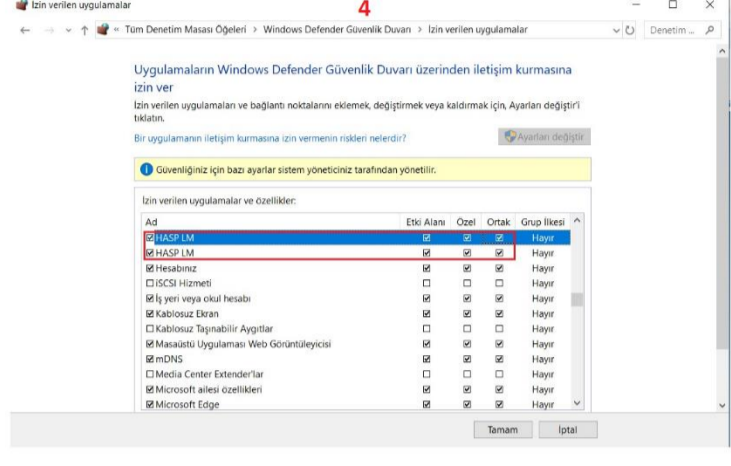 İzin verilen uygulamalar
4
« Tüm Denetim Masası Öğeleri > Windows Defender Güvenlik Duvarı > İzin verilen uygulamalar
Denetim ...
Uygulamaların Windows Defender Güvenlik Duvarı üzerinden iletişim kurmasına
izin ver
İzin verilen uygulamaları ve bağlantı noktalarını eklemek, değiştirmek veya kaldırmak için, Ayarları değiştir'i
tıklatın.
Bir uygulamanın iletişim kurmasına izin vermenin riskleri nelerdir?
Ayarları değiştir
Güvenliğiniz için bazı ayarlar sistem yöneticiniz tarafından yönetilir.
İzin verilen uygulamalar ve özellikler:
Ad Etki Alanı Özel Ortak Grup İlkesi
HASP LM Hayır
HASP LM Hayır
Hesabınız Hayır
iSCSI Hizmeti Hayır
İş yeri veya okul hesabı Hayır
Kablosuz Ekran Hayır
Kablosuz Taşınabilir Aygıtlar Hayır
Masaüstü Uygulaması Web Görüntüleyicisi Hayır
mDNS Hayır
Media Center Extender'lar Hayır
Microsoft ailesi özellikleri Hayır
Microsoft Edge Hayır
Tamam İptal